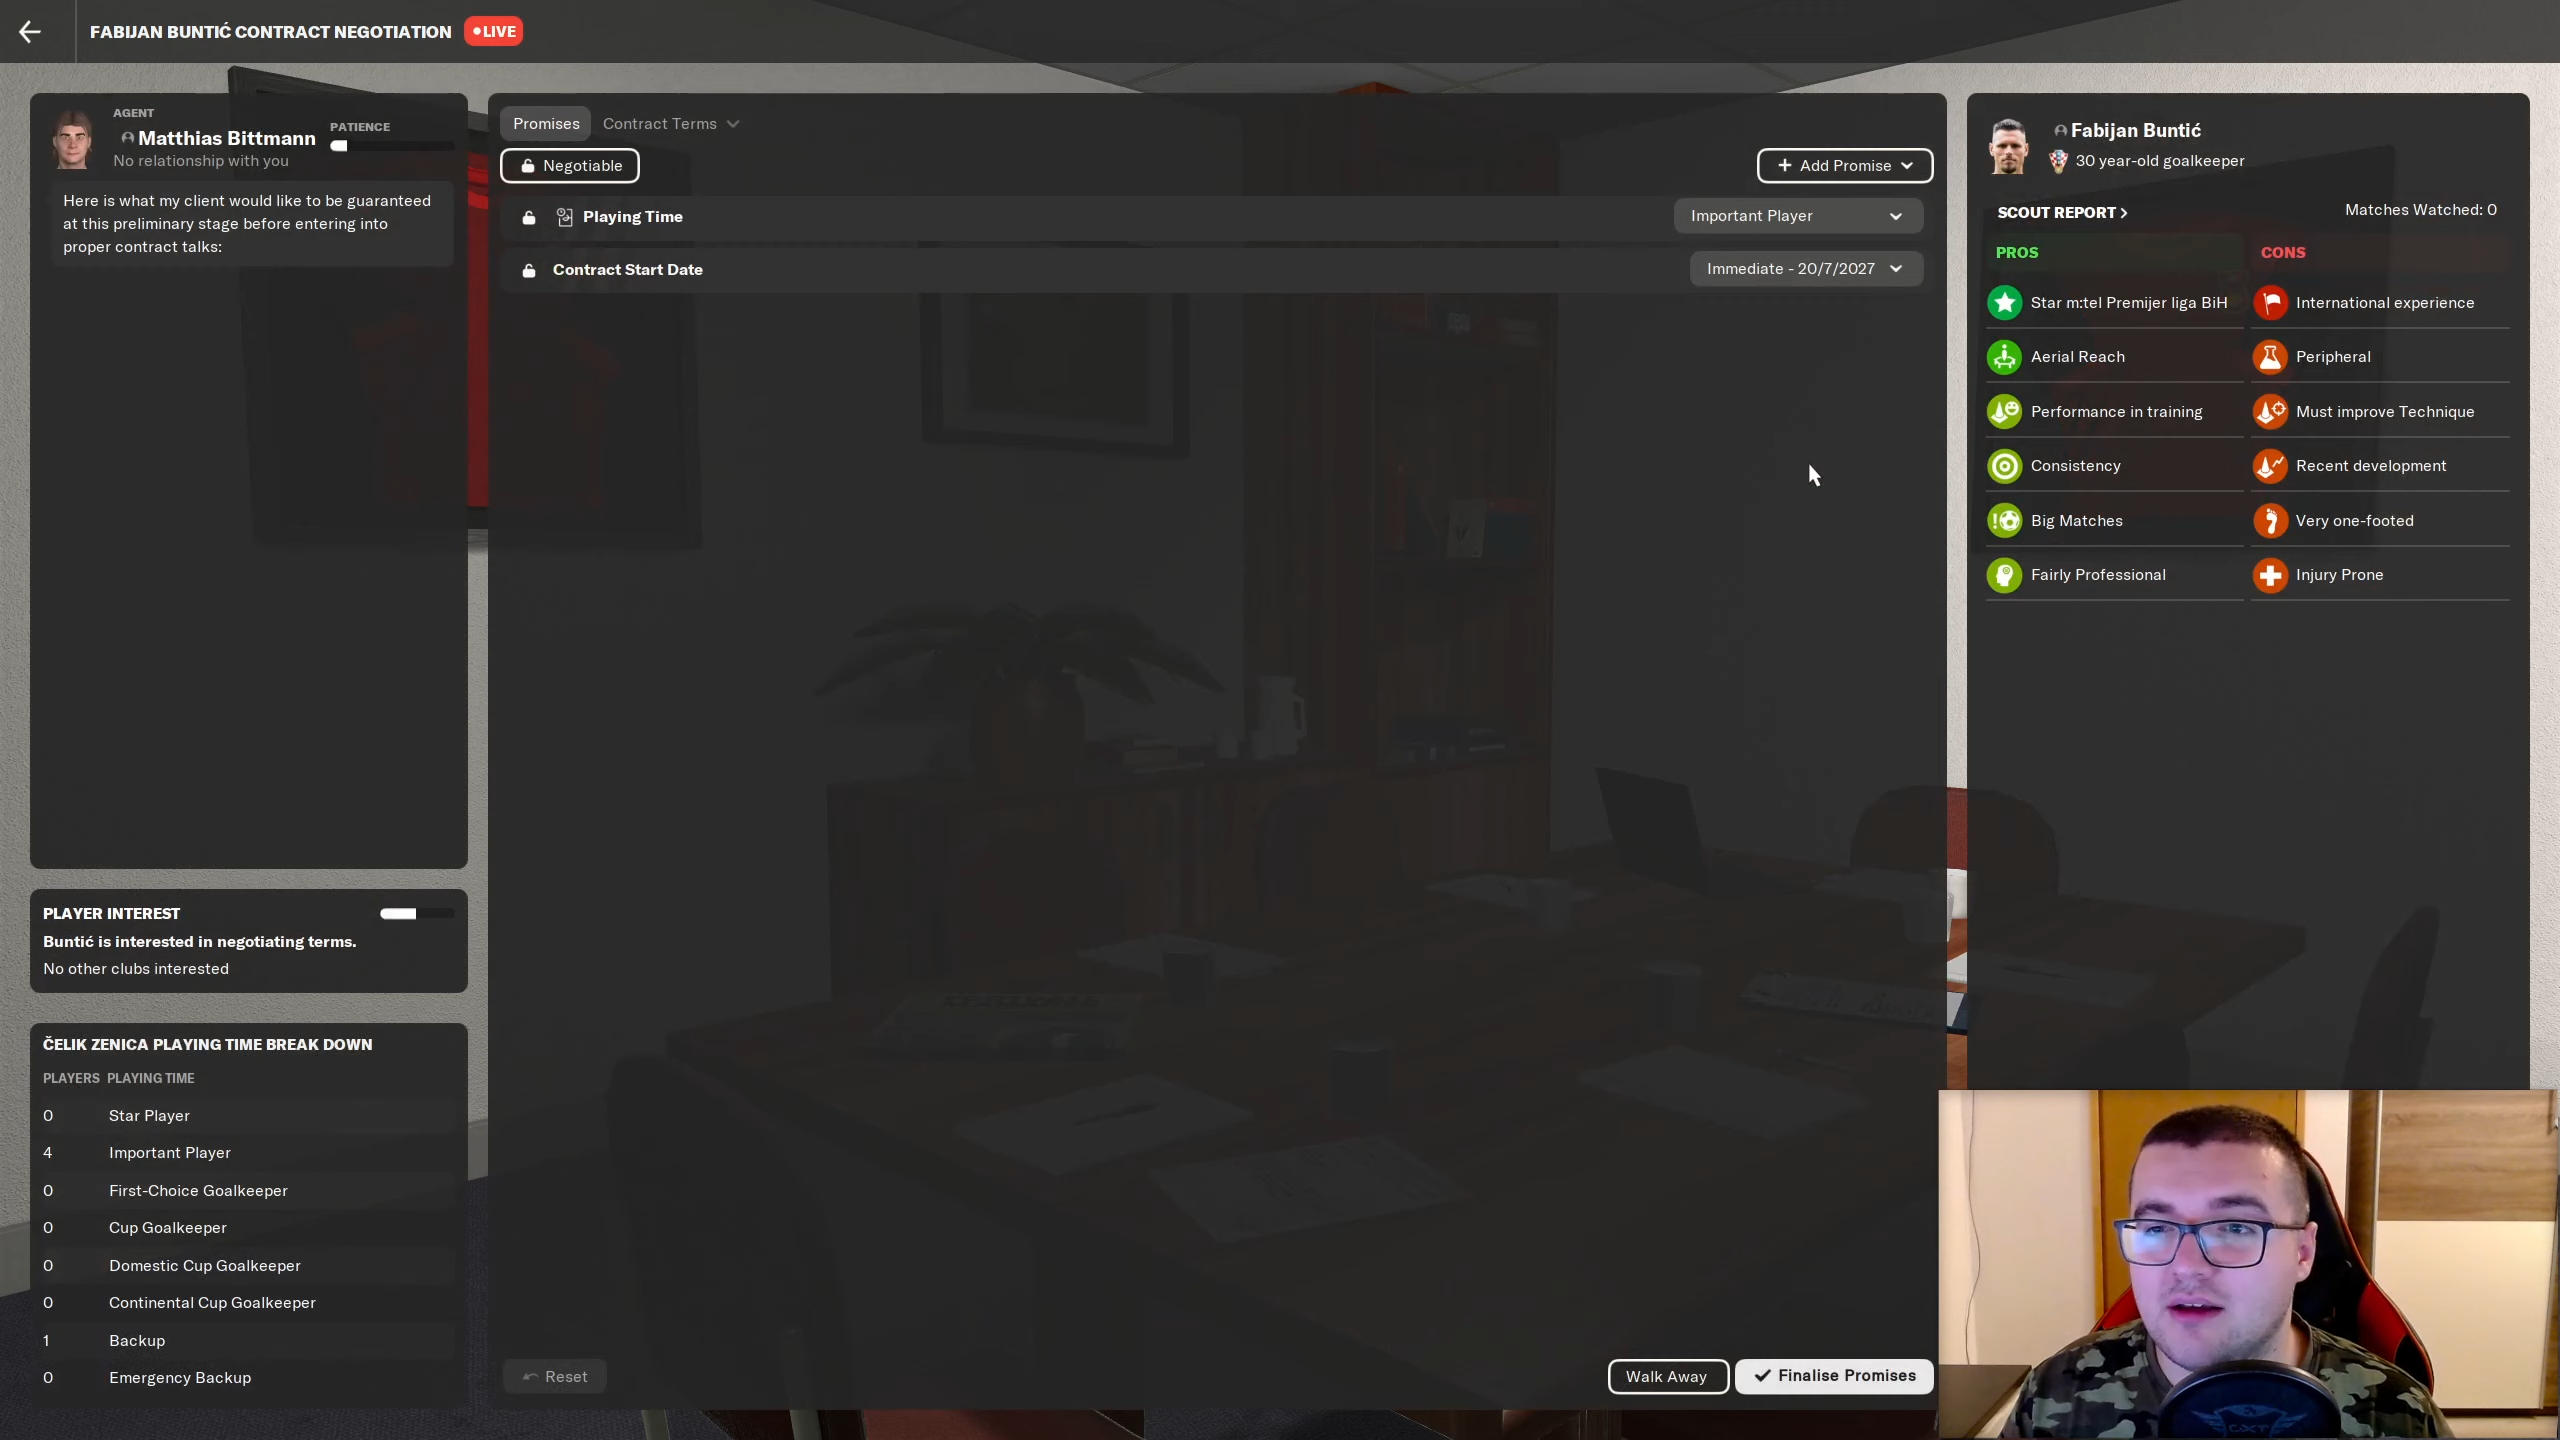 FABIJAN BUNTIĆ CONTRACT NEGOTIATION
LIVE
AGENT
Matthias Bittmann
No relationship with you
PATIENCE
Here is what my client would like to be guaranteed
at this preliminary stage before entering into
proper contract talks:
PLAYER INTEREST
Buntić is interested in negotiating terms.
No other clubs interested
ČELIK ZENICA PLAYING TIME BREAK DOWN
PLAYERS PLAYING TIME
0 Star Player
4 Important Player
0 First-Choice Goalkeeper
0 Cup Goalkeeper
0 Domestic Cup Goalkeeper
0 Continental Cup Goalkeeper
1 Backup
0 Emergency Backup
Promises Contract Terms
Negotiable
+ Add Promise
Playing Time Important Player
Contract Start Date Immediate - 20/7/2027
Reset
Walk Away
Finalise Promises
Fabijan Buntić
30 year-old goalkeeper
SCOUT REPORT > Matches Watched: 0
PROS CONS
Star m:tel Premijer liga BiH International experience
Aerial Reach Peripheral
Performance in training Must improve Technique
Consistency Recent development
Big Matches Very one-footed
Fairly Professional Injury Prone